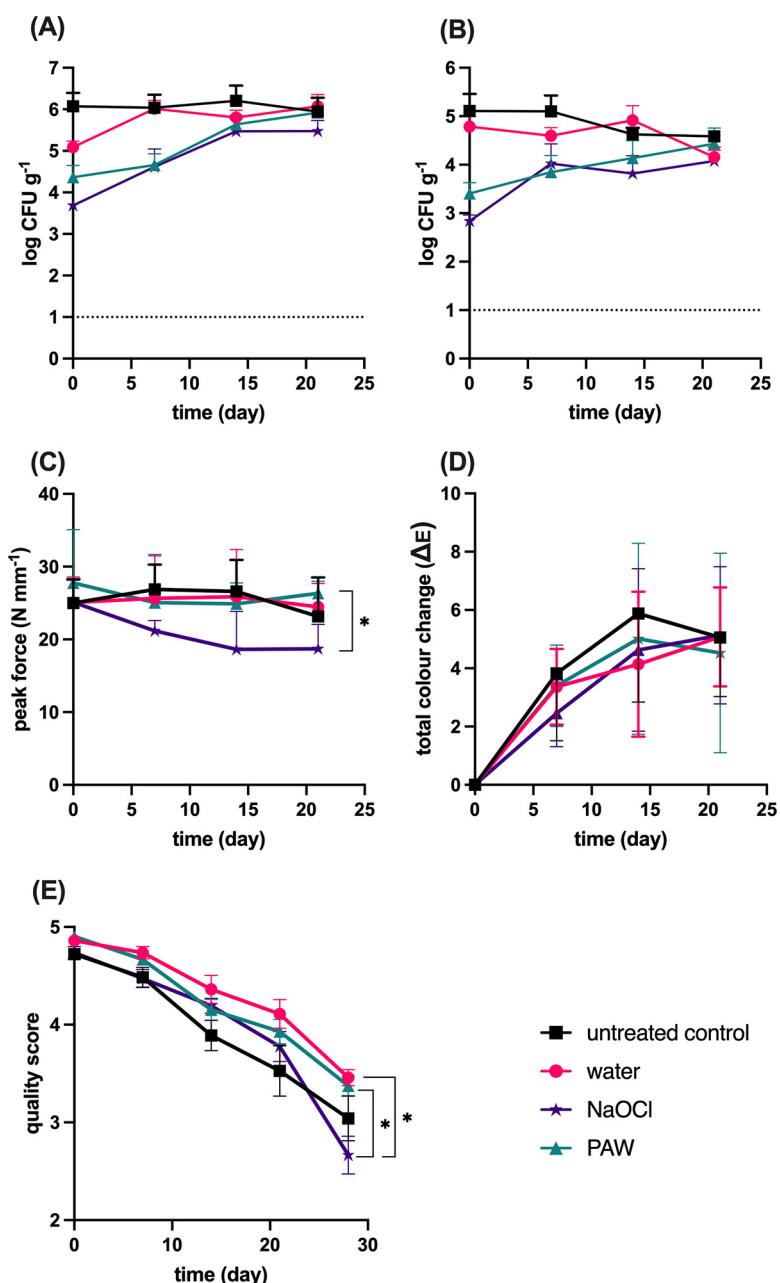 (A)
7
6
5
4
3
2
1
0
log CFU g⁻¹
0 5 10 15 20 25
time (day)
(B)
6
5
4
3
2
1
0
log CFU g⁻¹
0 5 10 15 20 25
time (day)
(C)
40
30
20
10
0
peak force (N mm⁻¹)
*
0 5 10 15 20 25
time (day)
(D)
10
8
6
4
2
0
total colour change (ΔE)
0 5 10 15 20 25
time (day)
(E)
5
4
3
2
quality score
* *
0 10 20 30
time (day)
untreated control
water
NaOCl
PAW